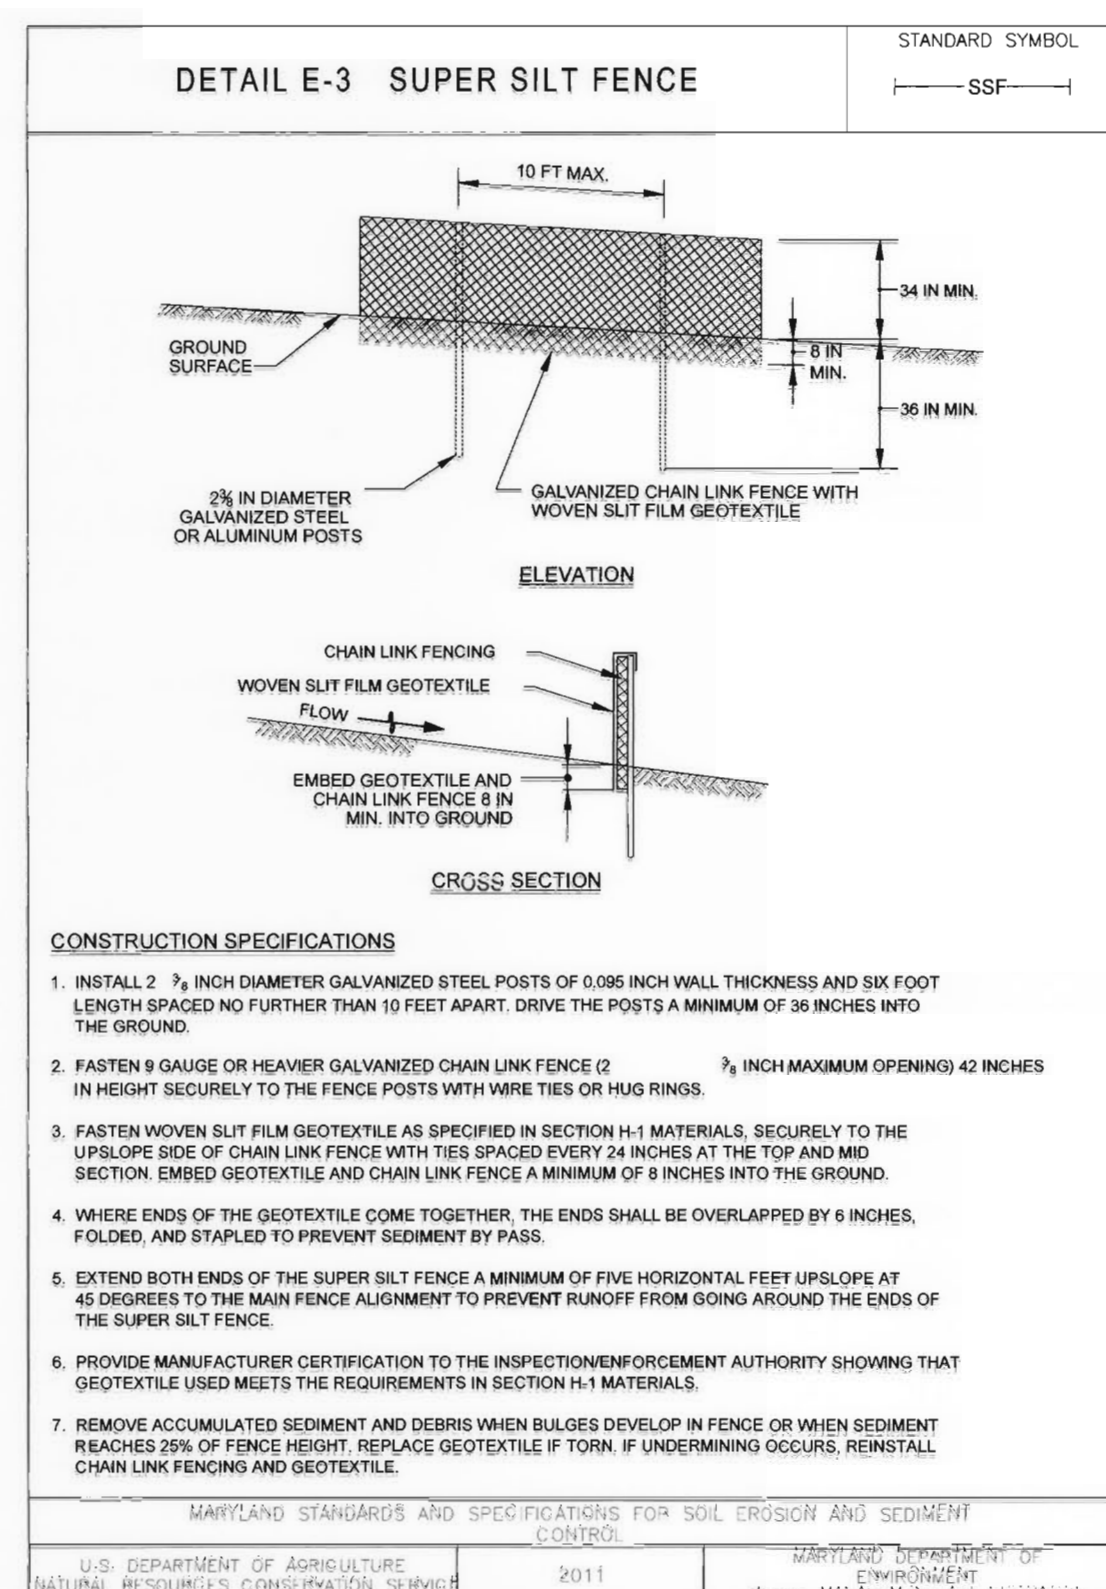 DETAIL E-3 SUPER SILT FENCE
STANDARD SYMBOL
SSF
10 FT MAX.
34 IN MIN.
GROUND
SURFACE
8 IN
MIN.
36 IN MIN.
2⅜ IN DIAMETER
GALVANIZED STEEL
OR ALUMINUM POSTS
GALVANIZED CHAIN LINK FENCE WITH
WOVEN SLIT FILM GEOTEXTILE
ELEVATION
CHAIN LINK FENCING
WOVEN SLIT FILM GEOTEXTILE
FLOW
EMBED GEOTEXTILE AND
CHAIN LINK FENCE 8 IN
MIN. INTO GROUND
CROSS SECTION
CONSTRUCTION SPECIFICATIONS
1. INSTALL 2 ⅜ INCH DIAMETER GALVANIZED STEEL POSTS OF 0.095 INCH WALL THICKNESS AND SIX FOOT
LENGTH SPACED NO FURTHER THAN 10 FEET APART. DRIVE THE POSTS A MINIMUM OF 36 INCHES INTO
THE GROUND.
2. FASTEN 9 GAUGE OR HEAVIER GALVANIZED CHAIN LINK FENCE (2 ⅜ INCH MAXIMUM OPENING) 42 INCHES
IN HEIGHT SECURELY TO THE FENCE POSTS WITH WIRE TIES OR HUG RINGS.
3. FASTEN WOVEN SLIT FILM GEOTEXTILE AS SPECIFIED IN SECTION H-1 MATERIALS, SECURELY TO THE
UPSLOPE SIDE OF CHAIN LINK FENCE WITH TIES SPACED EVERY 24 INCHES AT THE TOP AND MID
SECTION. EMBED GEOTEXTILE AND CHAIN LINK FENCE A MINIMUM OF 8 INCHES INTO THE GROUND.
4. WHERE ENDS OF THE GEOTEXTILE COME TOGETHER, THE ENDS SHALL BE OVERLAPPED BY 6 INCHES,
FOLDED, AND STAPLED TO PREVENT SEDIMENT BY PASS.
5. EXTEND BOTH ENDS OF THE SUPER SILT FENCE A MINIMUM OF FIVE HORIZONTAL FEET UPSLOPE AT
45 DEGREES TO THE MAIN FENCE ALIGNMENT TO PREVENT RUNOFF FROM GOING AROUND THE ENDS OF
THE SUPER SILT FENCE.
6. PROVIDE MANUFACTURER CERTIFICATION TO THE INSPECTION/ENFORCEMENT AUTHORITY SHOWING THAT
GEOTEXTILE USED MEETS THE REQUIREMENTS IN SECTION H-1 MATERIALS.
7. REMOVE ACCUMULATED SEDIMENT AND DEBRIS WHEN BULGES DEVELOP IN FENCE OR WHEN SEDIMENT
REACHES 25% OF FENCE HEIGHT. REPLACE GEOTEXTILE IF TORN. IF UNDERMINING OCCURS, REINSTALL
CHAIN LINK FENCING AND GEOTEXTILE.
MARYLAND STANDARDS AND SPECIFICATIONS FOR SOIL EROSION AND SEDIMENT
CONTROL
U.S. DEPARTMENT OF AGRICULTURE
NATURAL RESOURCES CONSERVATION SERVICE
2011
MARYLAND DEPARTMENT OF
ENVIRONMENT